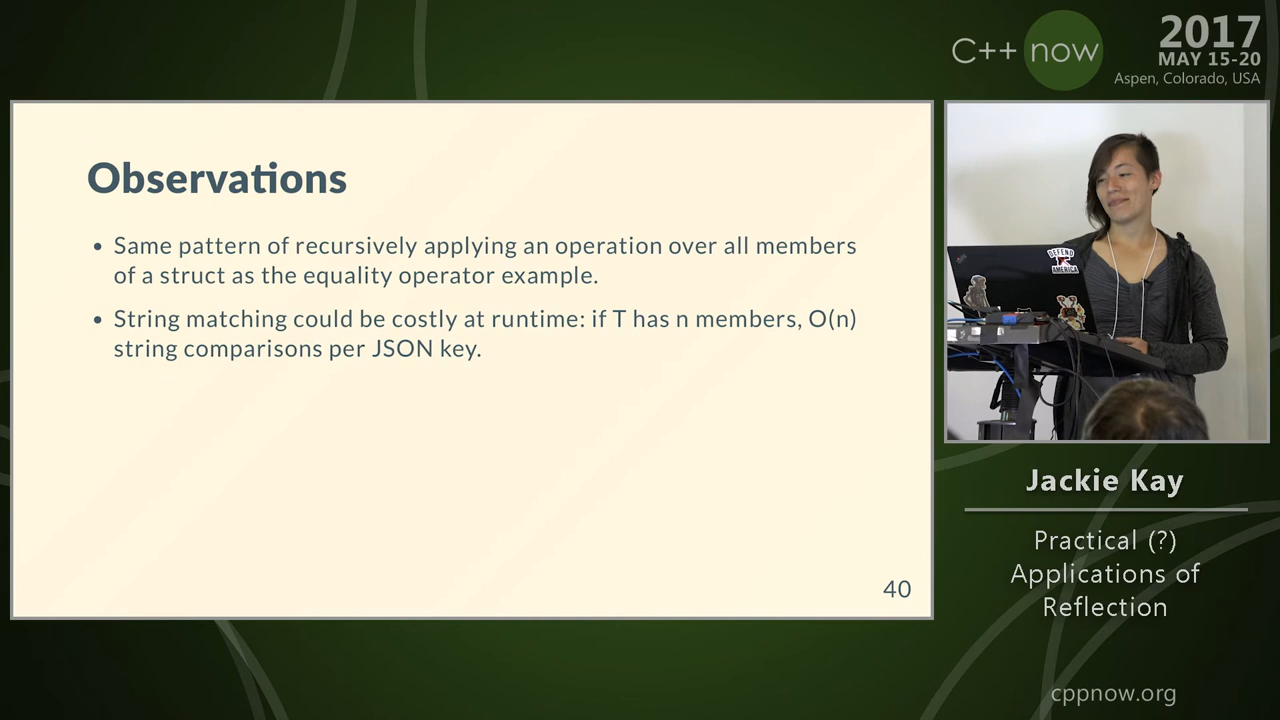 C++ now
2017
MAY 15-20
Aspen, Colorado, USA
Observations
• Same pattern of recursively applying an operation over all members
of a struct as the equality operator example.
• String matching could be costly at runtime: if T has n members, O(n)
string comparisons per JSON key.
40
DEFEND
AMERICA
Jackie Kay
Practical (?)
Applications of
Reflection
cppnow.org